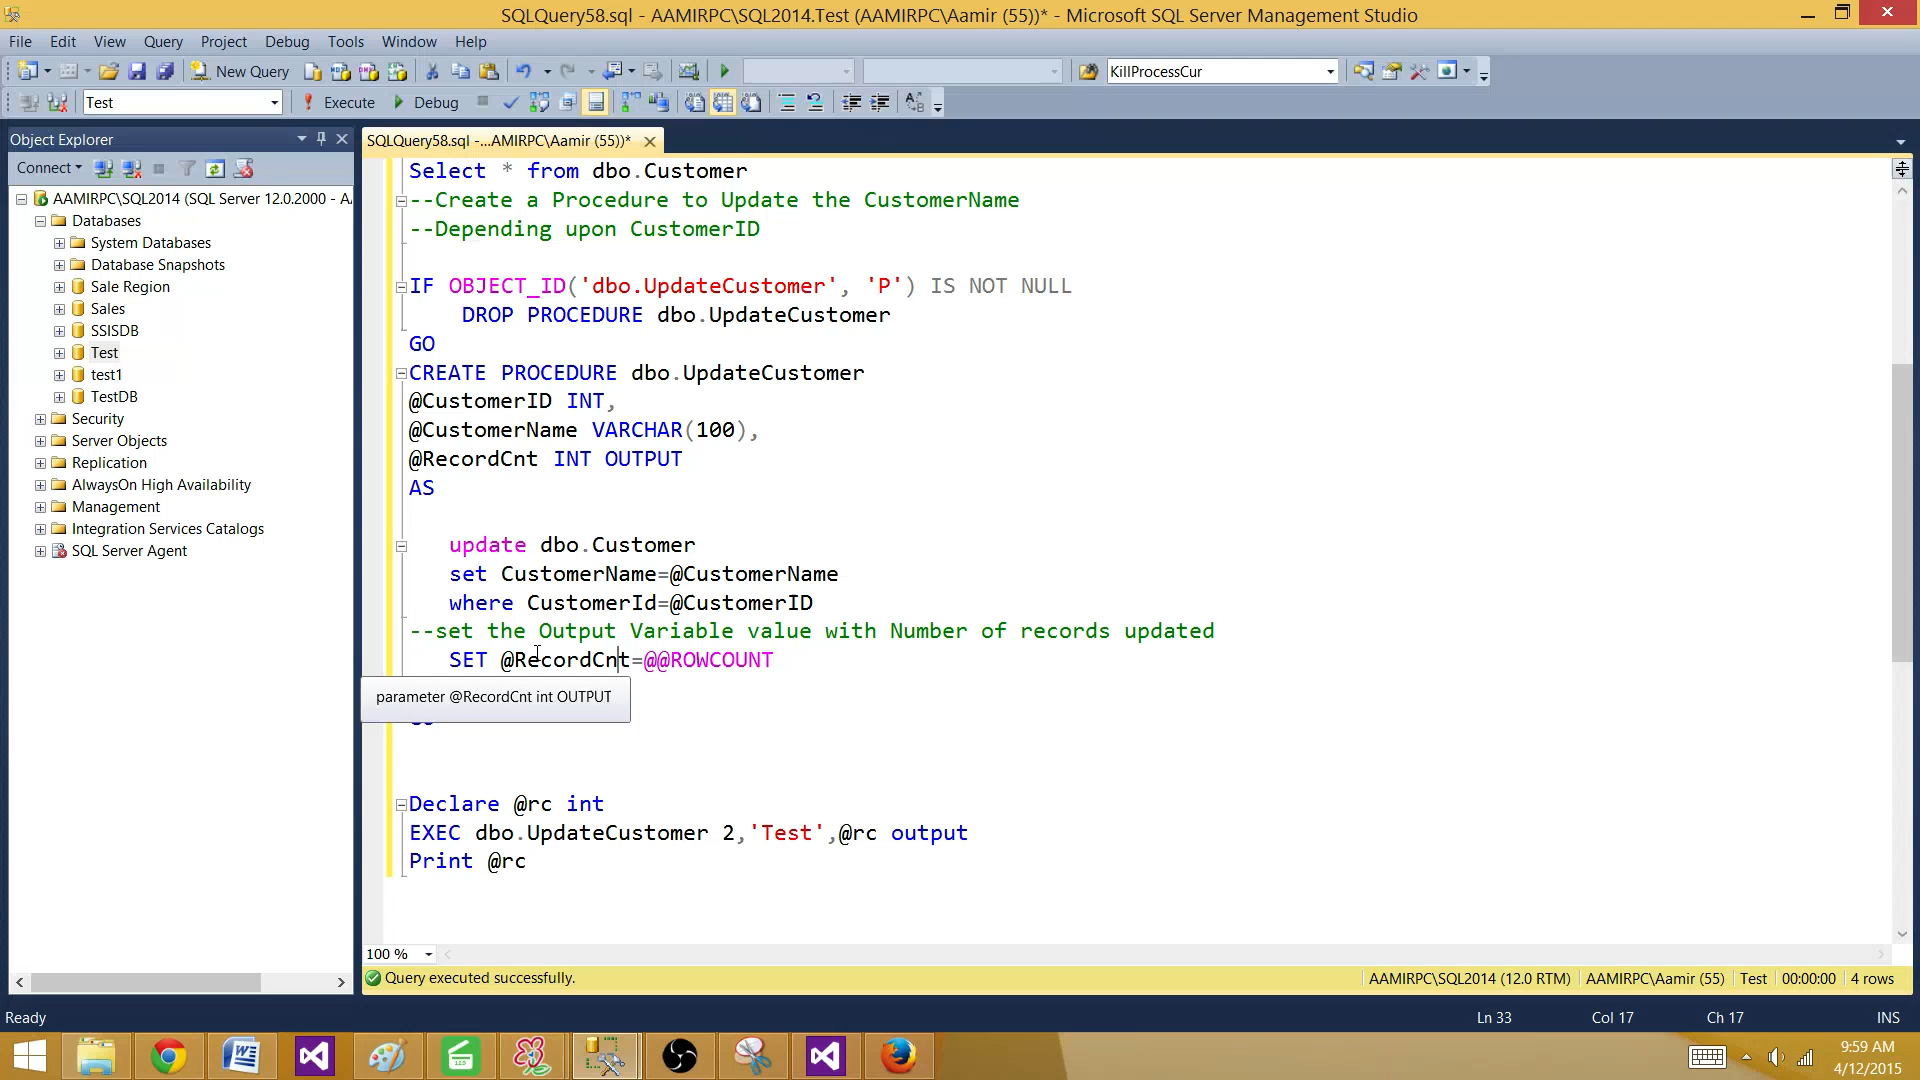 SQLQuery58.sql - AAMIRPC\SQL2014.Test (AAMIRPC\Aamir (55))* - Microsoft SQL Server Management Studio
File Edit View Query Project Debug Tools Window Help
New Query KillProcessCur
Test Execute Debug
Object Explorer
Connect
AAMIRPC\SQL2014 (SQL Server 12.0.2000 - A
Databases
System Databases
Database Snapshots
Sale Region
Sales
SSISDB
Test
test1
TestDB
Security
Server Objects
Replication
AlwaysOn High Availability
Management
Integration Services Catalogs
SQL Server Agent
SQLQuery58.sql -...AMIRPC\Aamir (55))*
Select * from dbo.Customer
--Create a Procedure to Update the CustomerName
--Depending upon CustomerID
IF OBJECT_ID('dbo.UpdateCustomer', 'P') IS NOT NULL
DROP PROCEDURE dbo.UpdateCustomer
GO
CREATE PROCEDURE dbo.UpdateCustomer
@CustomerID INT,
@CustomerName VARCHAR(100),
@RecordCnt INT OUTPUT
AS
update dbo.Customer
set CustomerName=@CustomerName
where CustomerId=@CustomerID
--set the Output Variable value with Number of records updated
SET @RecordCnt=@@ROWCOUNT
parameter @RecordCnt int OUTPUT
Declare @rc int
EXEC dbo.UpdateCustomer 2,'Test',@rc output
Print @rc
100 %
Query executed successfully. AAMIRPC\SQL2014 (12.0 RTM) AAMIRPC\Aamir (55) Test 00:00:00 4 rows
Ready Ln 33 Col 17 Ch 17 INS
9:59 AM
4/12/2015